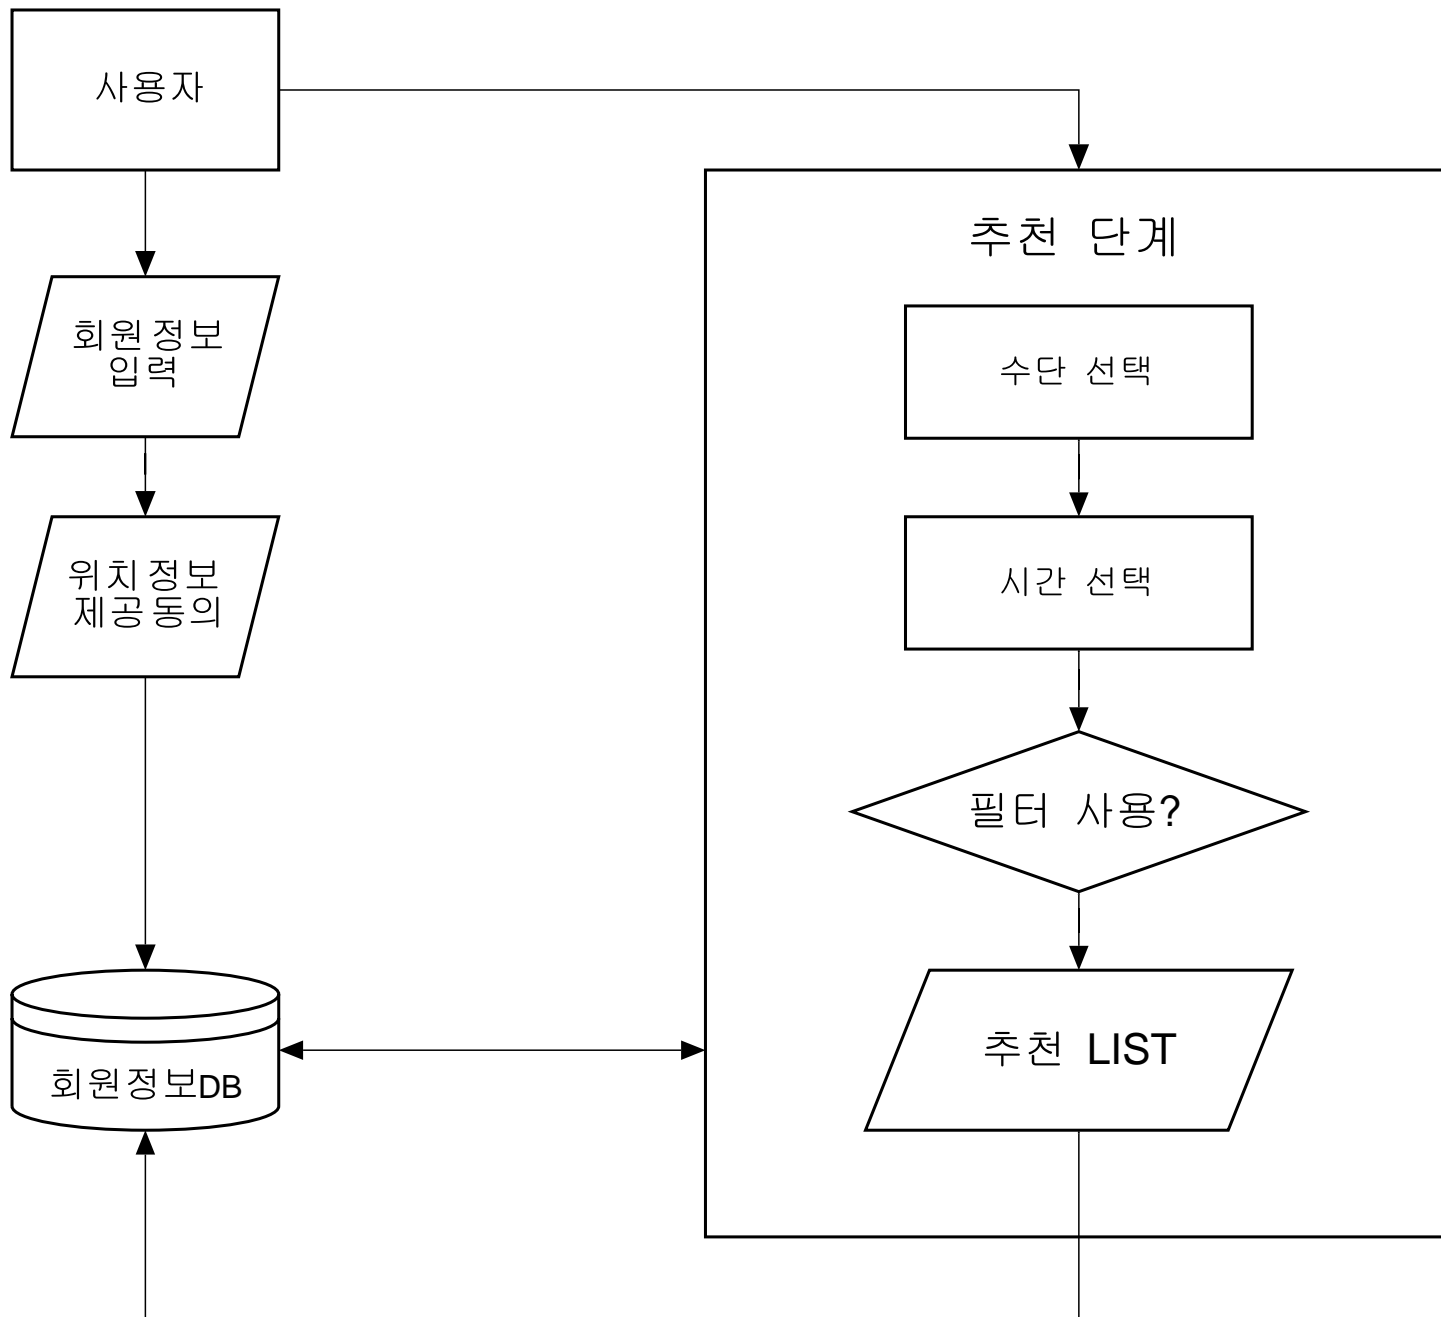 사용자
회원정보
입력
위치정보
제공동의
회원정보DB
추천 단계
수단 선택
시간 선택
필터 사용?
추천 LIST